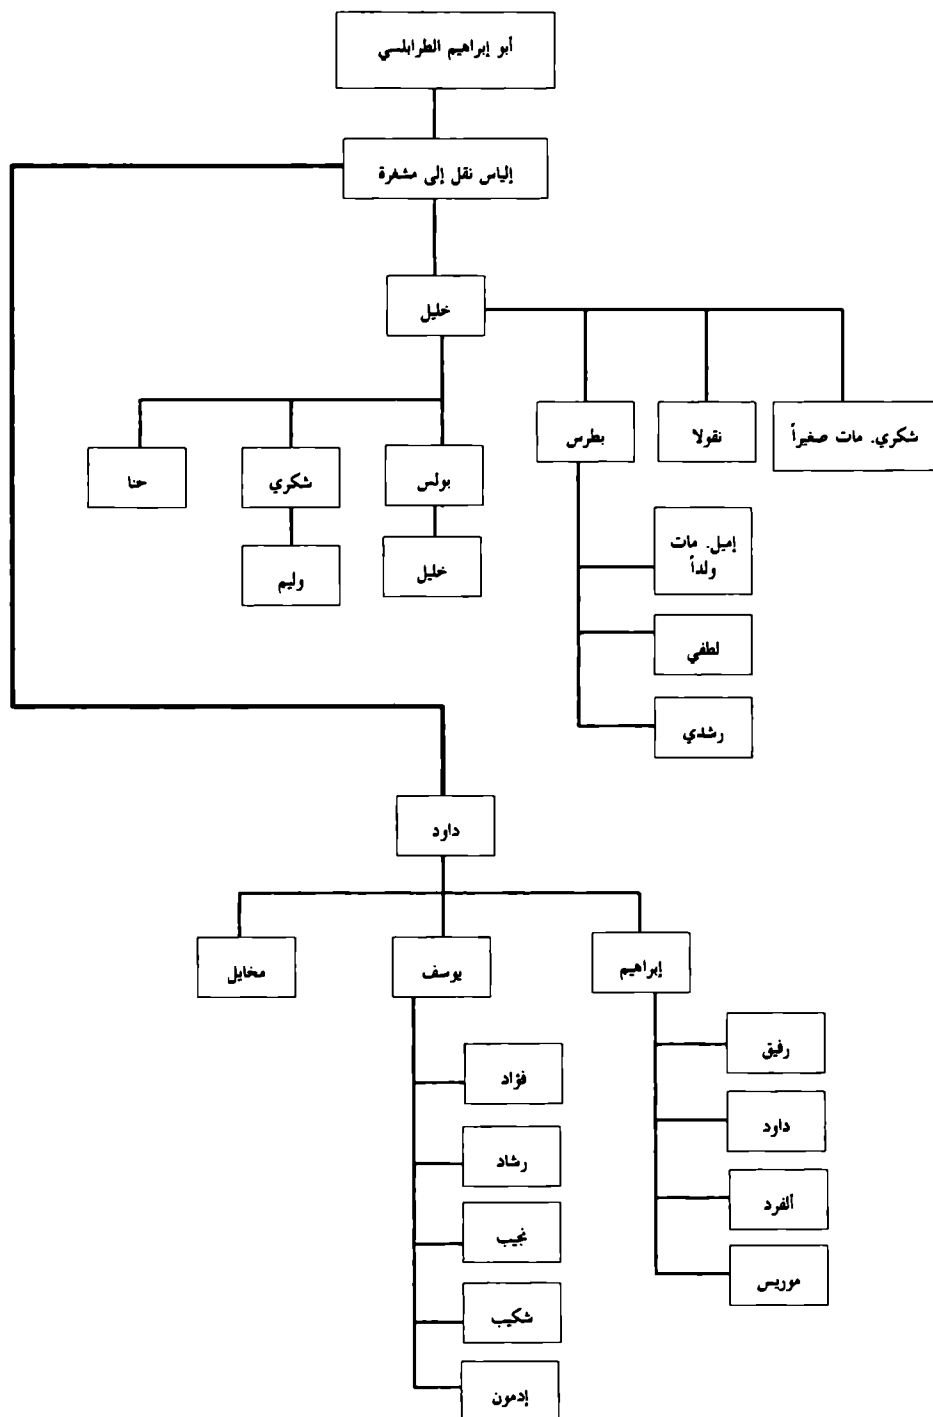 أبو إبراهيم الطرابلسي
إلياس نقل إلى مشغرة
خليل
شكري. مات صغيراً
نقولا
بطرس
بولس
شكري
حنا
إميل. مات
ولداً
خليل
وليم
لطفي
رشدي
داود
إبراهيم
يوسف
مخايل
رفيق
فؤاد
داود
رشاد
ألفرد
نجيب
موريس
شكيب
إدمون